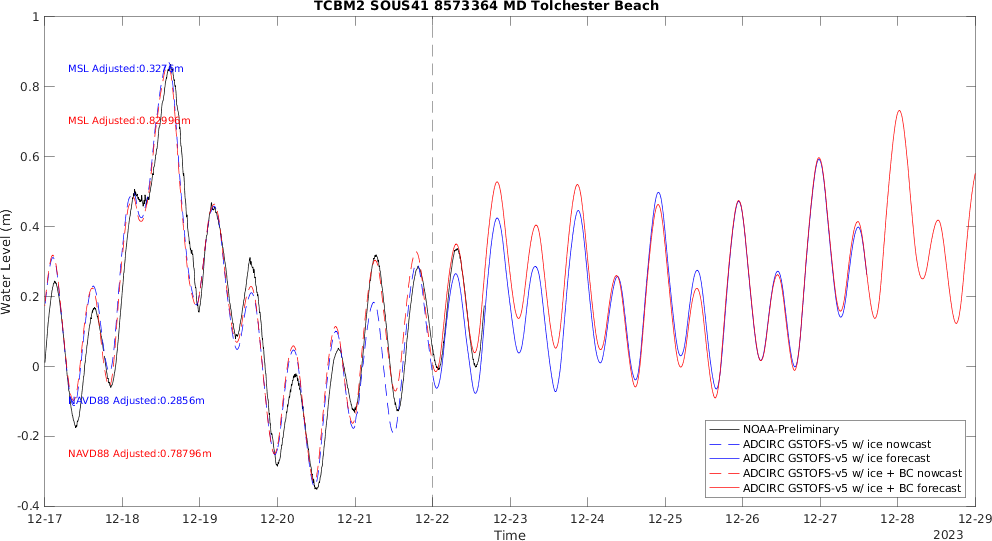 TCBM2 SOUS41 8573364 MD Tolchester Beach
1
0.8
0.6
0.4
0.2
0
-0.2
-0.4
Water Level (m)
MSL Adjusted:0.3276m
MSL Adjusted:0.82996m
NAVD88 Adjusted:0.2856m
NAVD88 Adjusted:0.78796m
NOAA-Preliminary
ADCIRC GSTOFS-v5 w/ ice nowcast
ADCIRC GSTOFS-v5 w/ ice forecast
ADCIRC GSTOFS-v5 w/ ice + BC nowcast
ADCIRC GSTOFS-v5 w/ ice + BC forecast
12-17 12-18 12-19 12-20 12-21 12-22 12-23 12-24 12-25 12-26 12-27 12-28 12-29
Time
2023